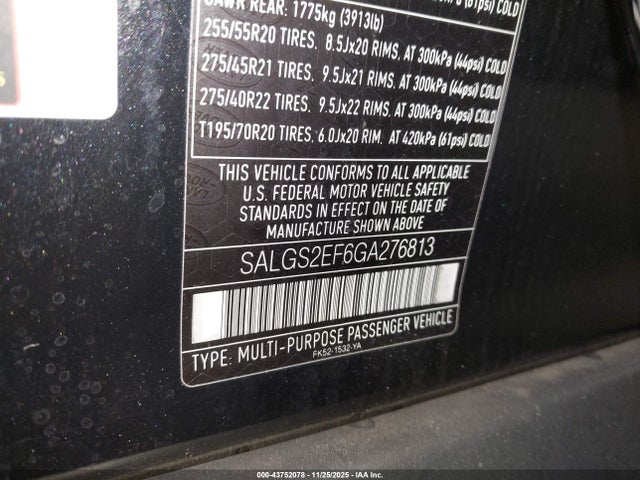 GAWR REAR: 1775kg (3913lb)
(61psi) COLD
255/55R20 TIRES. 8.5Jx20 RIMS. AT 300kPa (44psi) COLD
275/45R21 TIRES. 9.5Jx21 RIMS. AT 300kPa (44psi) COLD
275/40R22 TIRES. 9.5Jx22 RIMS. AT 300kPa (44psi) COLD
T195/70R20 TIRES. 6.0Jx20 RIM. AT 420kPa (61psi) COLD
THIS VEHICLE CONFORMS TO ALL APPLICABLE
U.S. FEDERAL MOTOR VEHICLE SAFETY
STANDARDS IN EFFECT ON THE DATE OF
MANUFACTURE SHOWN ABOVE
SALGS2EF6GA276813
TYPE: MULTI-PURPOSE PASSENGER VEHICLE
FK52-1532-YA
000-43752078 — 11/25/2025 — IAA Inc.